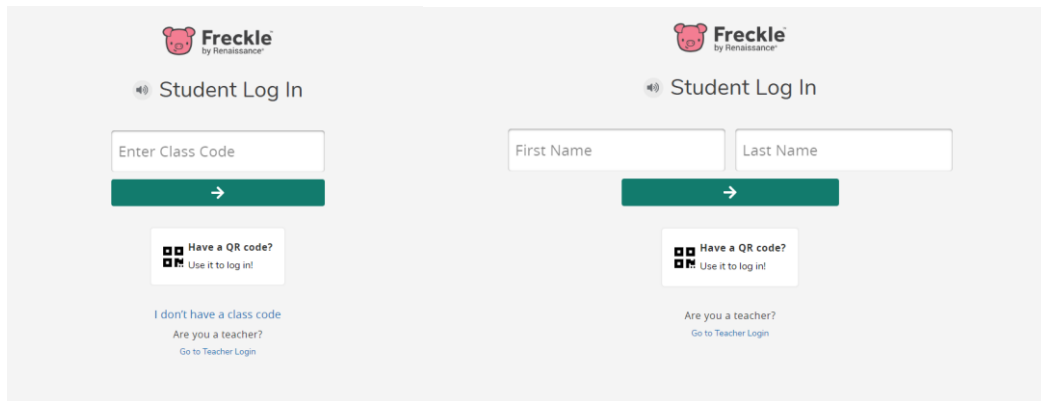 Freckle
by Renaissance
Student Log In
Enter Class Code
Have a QR code?
Use it to log in!
I don't have a class code
Are you a teacher?
Go to Teacher Login
Freckle
by Renaissance
Student Log In
First Name
Last Name
Have a QR code?
Use it to log in!
Are you a teacher?
Go to Teacher Login